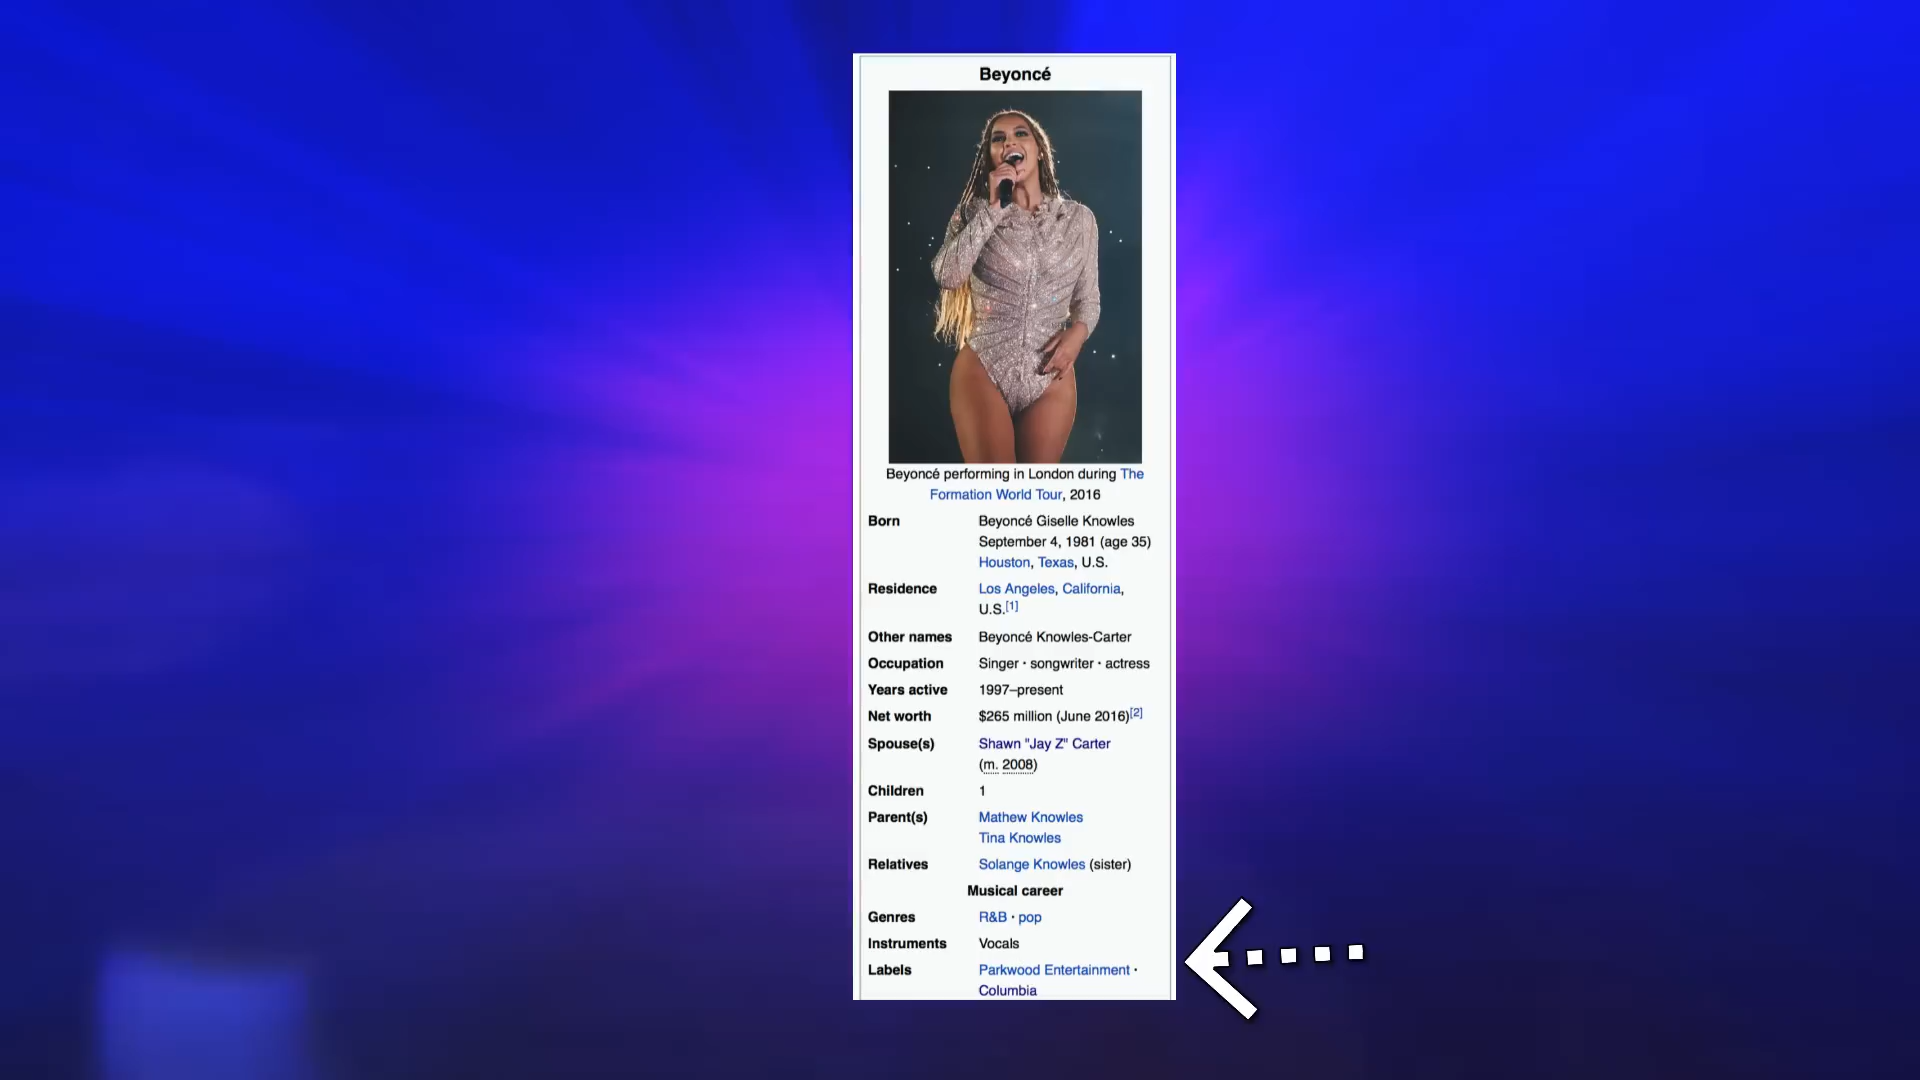 Beyoncé
Beyoncé performing in London during The
Formation World Tour, 2016
Born Beyoncé Giselle Knowles
September 4, 1981 (age 35)
Houston, Texas, U.S.
Residence Los Angeles, California,
U.S.[1]
Other names Beyoncé Knowles-Carter
Occupation Singer · songwriter · actress
Years active 1997–present
Net worth $265 million (June 2016)[2]
Spouse(s) Shawn "Jay Z" Carter
(m. 2008)
Children 1
Parent(s) Mathew Knowles
Tina Knowles
Relatives Solange Knowles (sister)
Musical career
Genres R&B · pop
Instruments Vocals
Labels Parkwood Entertainment ·
Columbia